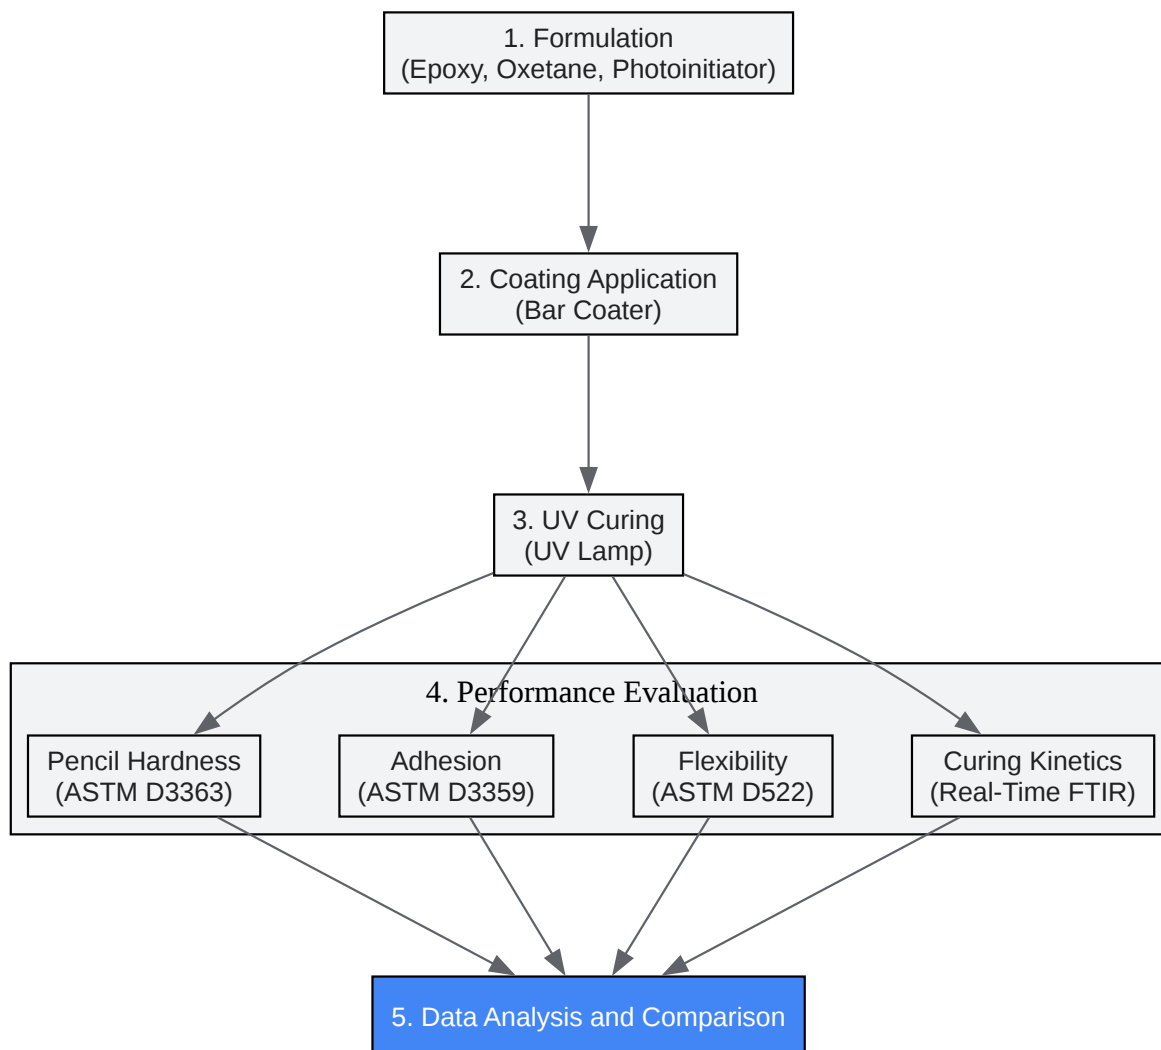 1. Formulation
(Epoxy, Oxetane, Photoinitiator)
2. Coating Application
(Bar Coater)
3. UV Curing
(UV Lamp)
4. Performance Evaluation
Pencil Hardness
(ASTM D3363)
Adhesion
(ASTM D3359)
Flexibility
(ASTM D522)
Curing Kinetics
(Real-Time FTIR)
5. Data Analysis and Comparison